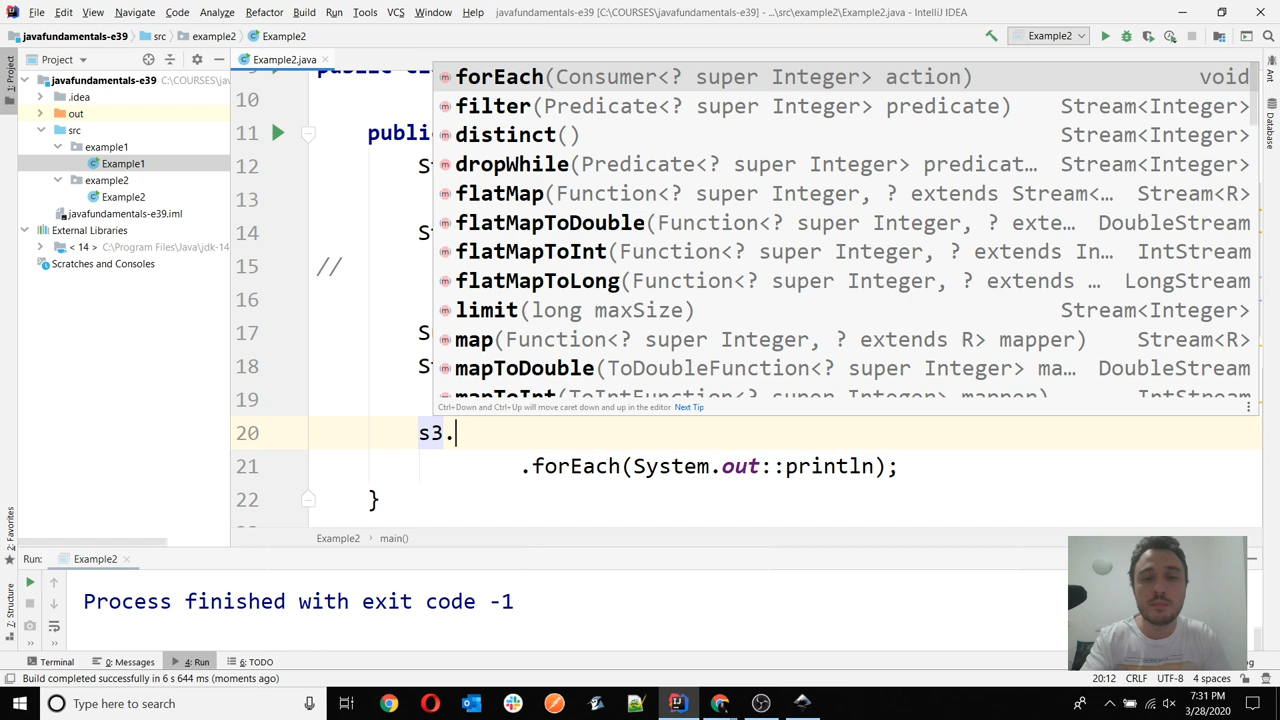 File Edit View Navigate Code Analyze Refactor Build Run Tools VCS Window Help javafundamentals-e39 [C:\COURSES\javafundamentals-e39] - ...\src\example2\Example2.java - IntelliJ IDEA
javafundamentals-e39 src example2 Example2 Example2
Project Example2.java
javafundamentals-e39 C:\COURSES\jav
.idea
out
src
example1
Example1
example2
Example2
javafundamentals-e39.iml
External Libraries
< 14 > C:\Program Files\Java\jdk-14
Scratches and Consoles
1: Project
2: Favorites
7: Structure
Ant
Database
10
11 publi
12 S
13
14 S
15 //
16
17 S
18 S
19
20 s3.
21 .forEach(System.out::println);
22 }
forEach(Consumer<? super Integer> action) void
filter(Predicate<? super Integer> predicate) Stream<Integer>
distinct() Stream<Integer>
dropWhile(Predicate<? super Integer> predicat… Stream<Integer>
flatMap(Function<? super Integer, ? extends Stream<… Stream<R>
flatMapToDouble(Function<? super Integer, ? exte… DoubleStream
flatMapToInt(Function<? super Integer, ? extends In… IntStream
flatMapToLong(Function<? super Integer, ? extends … LongStream
limit(long maxSize) Stream<Integer>
map(Function<? super Integer, ? extends R> mapper) Stream<R>
mapToDouble(ToDoubleFunction<? super Integer> ma… DoubleStream
mapToInt(ToIntFunction<? super Integer> mapper) IntStream
Ctrl+Down and Ctrl+Up will move caret down and up in the editor Next Tip
Example2 › main()
Run: Example2
Process finished with exit code -1
Terminal 0: Messages 4: Run 6: TODO
Build completed successfully in 6 s 644 ms (moments ago) 20:12 CRLF UTF-8 4 spaces
Type here to search
7:31 PM
3/28/2020